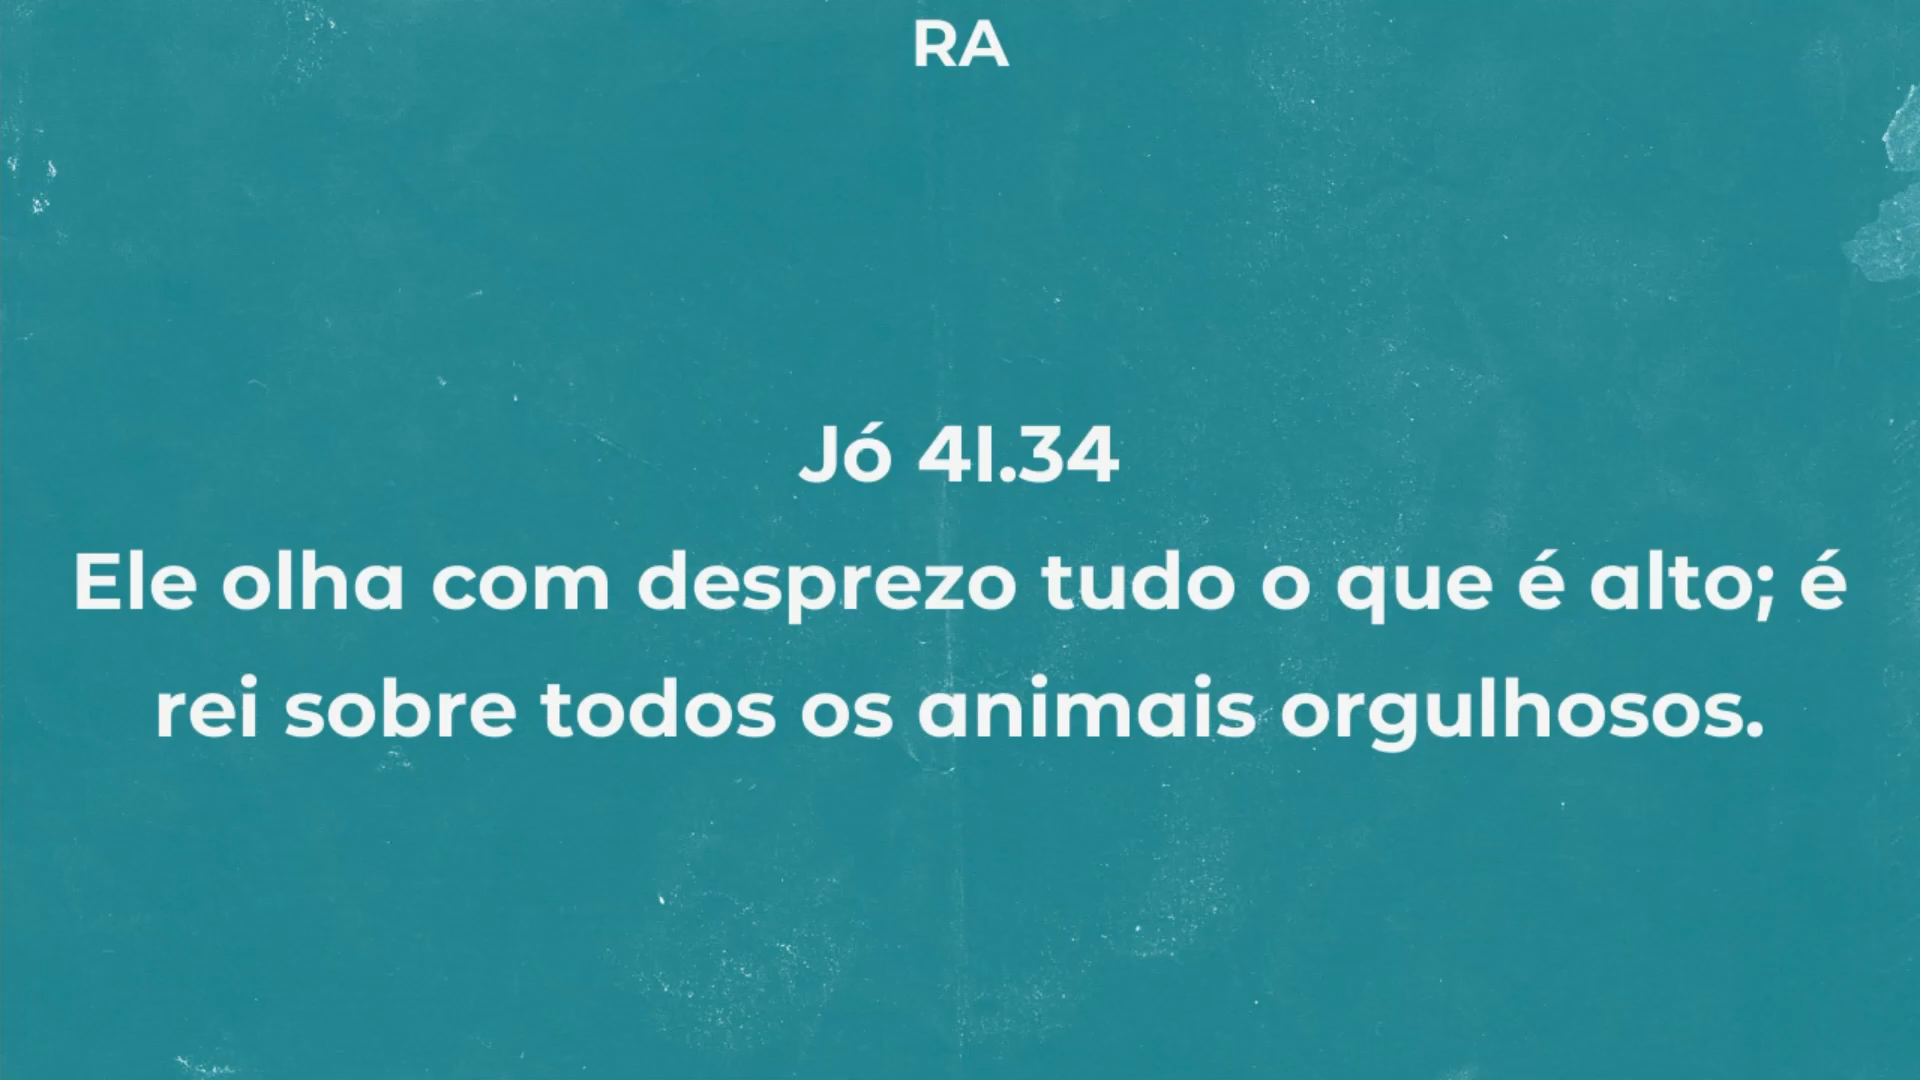 RA
Jó 41.34
Ele olha com desprezo tudo o que é alto; é
rei sobre todos os animais orgulhosos.